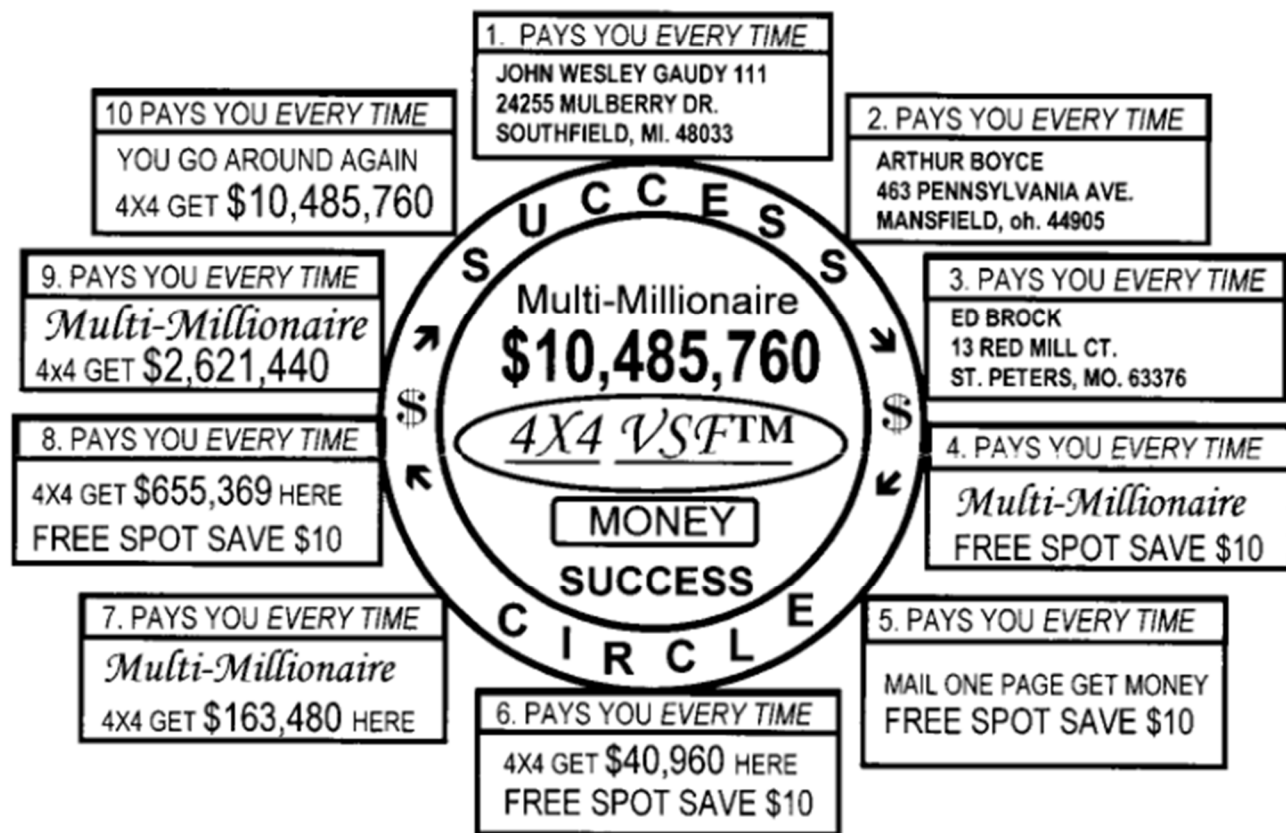 1. PAYS YOU EVERY TIME
JOHN WESLEY GAUDY 111
24255 MULBERRY DR.
SOUTHFIELD, MI. 48033
2. PAYS YOU EVERY TIME
ARTHUR BOYCE
463 PENNSYLVANIA AVE.
MANSFIELD, oh. 44905
3. PAYS YOU EVERY TIME
ED BROCK
13 RED MILL CT.
ST. PETERS, MO. 63376
4. PAYS YOU EVERY TIME
Multi-Millionaire
FREE SPOT SAVE $10
5. PAYS YOU EVERY TIME
MAIL ONE PAGE GET MONEY
FREE SPOT SAVE $10
6. PAYS YOU EVERY TIME
4X4 GET $40,960 HERE
FREE SPOT SAVE $10
7. PAYS YOU EVERY TIME
Multi-Millionaire
4X4 GET $163,480 HERE
8. PAYS YOU EVERY TIME
4X4 GET $655,369 HERE
FREE SPOT SAVE $10
9. PAYS YOU EVERY TIME
Multi-Millionaire
4x4 GET $2,621,440
10 PAYS YOU EVERY TIME
YOU GO AROUND AGAIN
4X4 GET $10,485,760
SUCCESS
$ $
CIRCLE
Multi-Millionaire
$10,485,760
4X4 VSF™
MONEY
SUCCESS